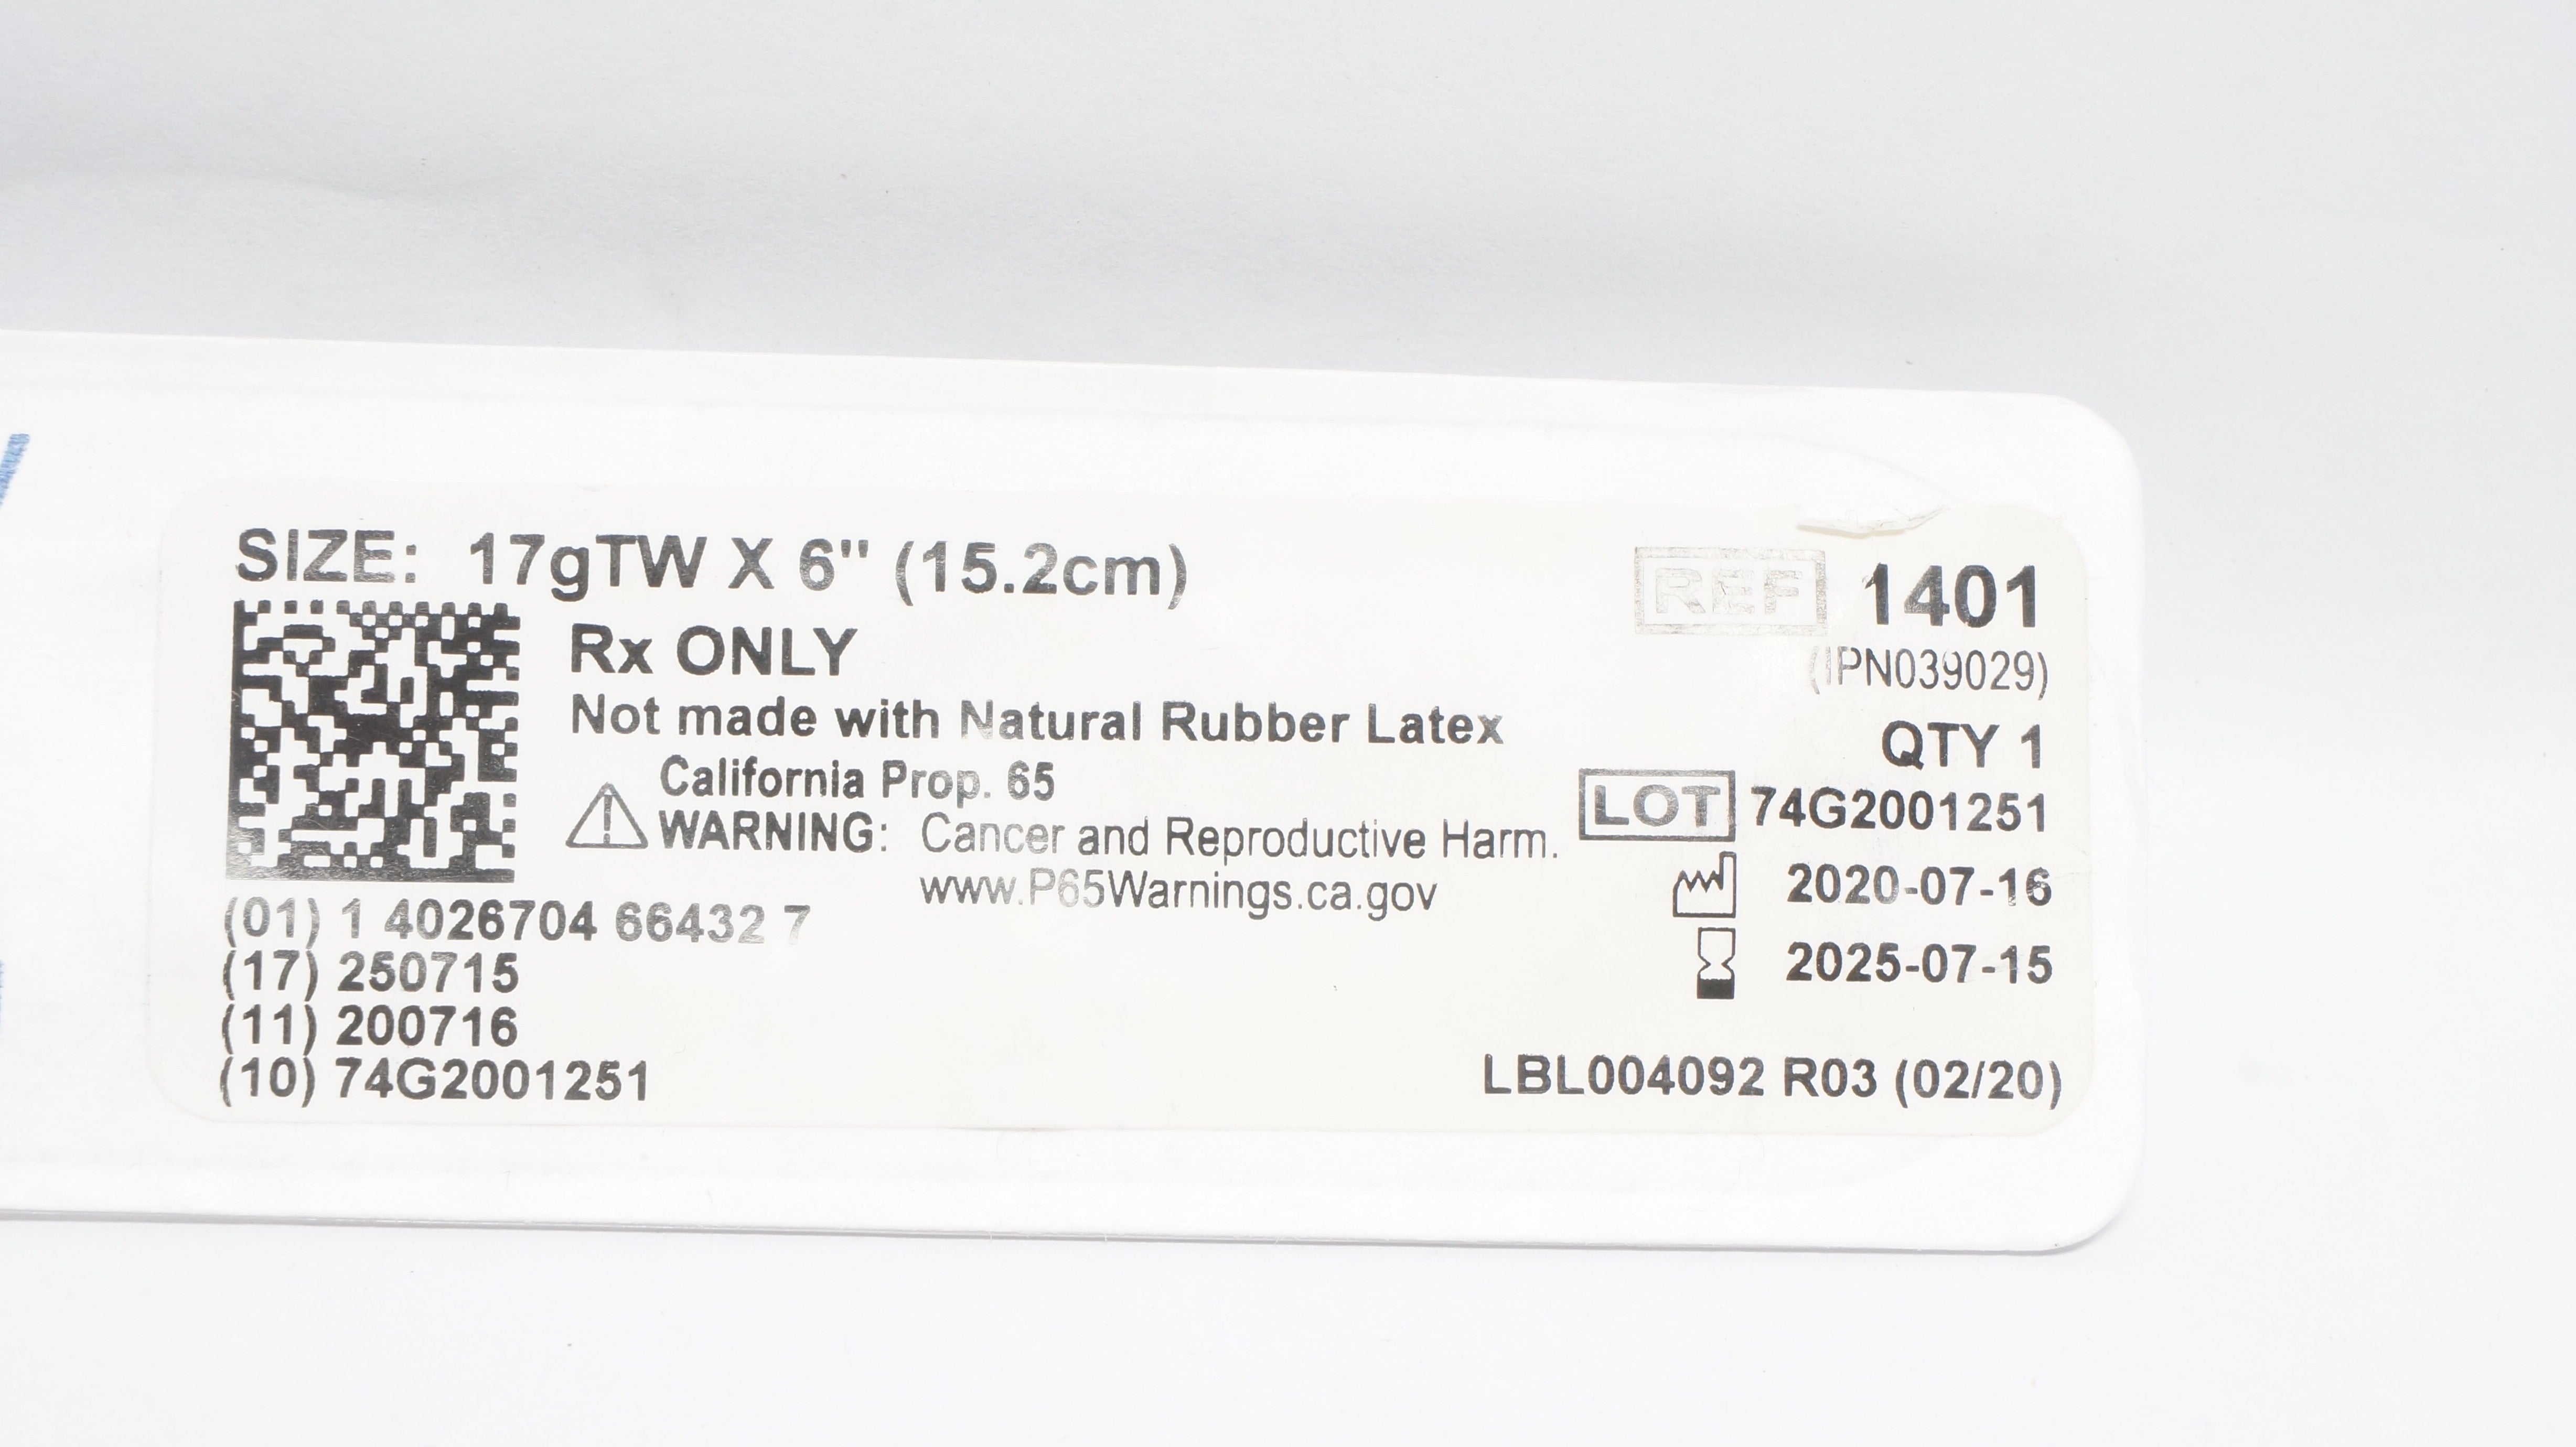 SIZE: 17gTW X 6" (15.2cm)
REF 1401
(IPN039029)
Rx ONLY
Not made with Natural Rubber Latex
QTY 1
California Prop. 65
WARNING: Cancer and Reproductive Harm.
www.P65Warnings.ca.gov
LOT 74G2001251
2020-07-16
2025-07-15
(01) 1 4026704 66432 7
(17) 250715
(11) 200716
(10) 74G2001251
LBL004092 R03 (02/20)